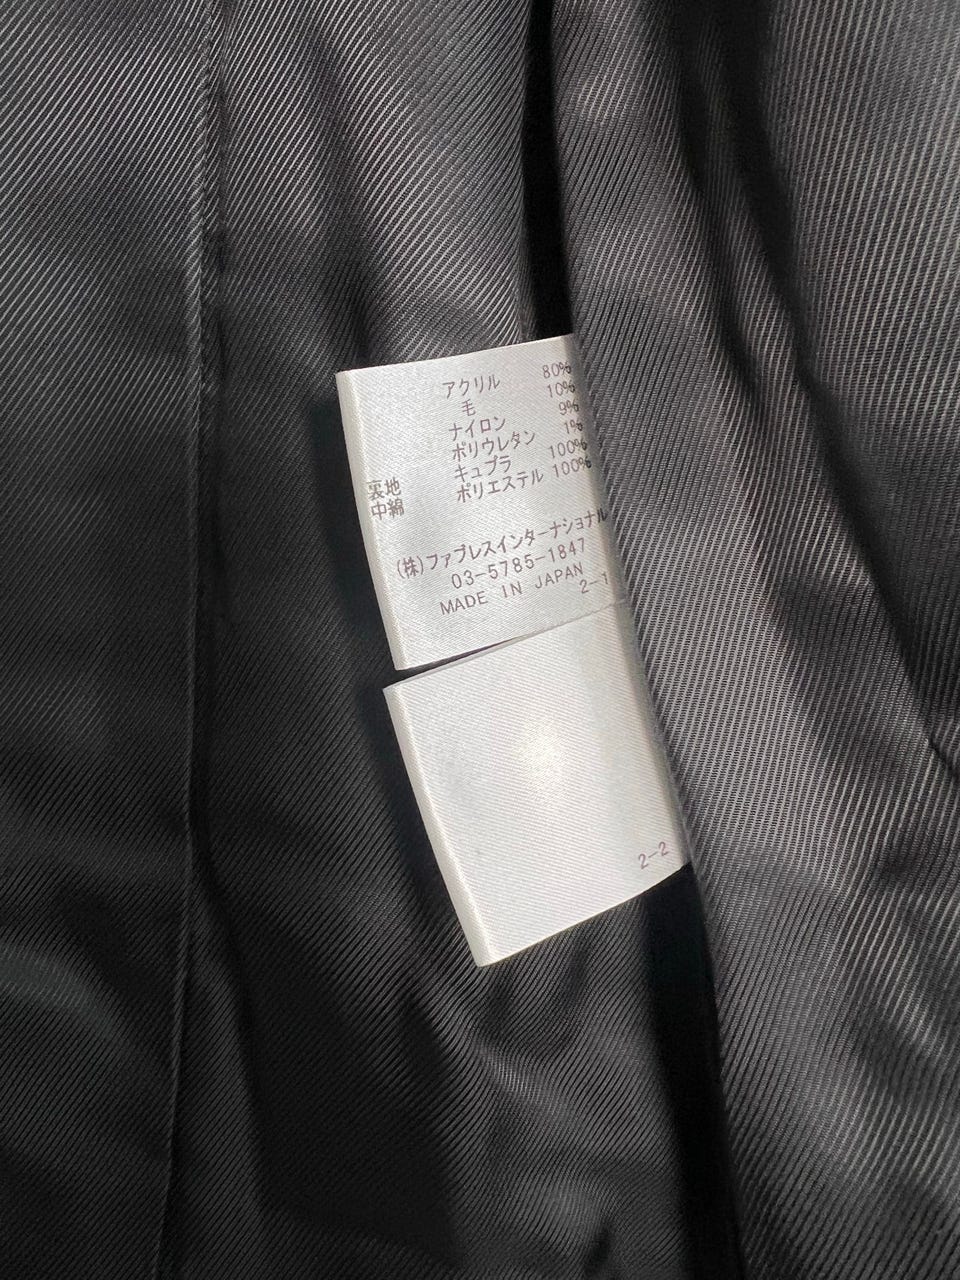 アクリル 80%
毛 10%
ナイロン 9%
ポリウレタン 1%
裏地 キュプラ 100%
中綿 ポリエステル 100%
(株)ファブレスインターナショナル
03-5785-1847
MADE IN JAPAN
2-1
2-2